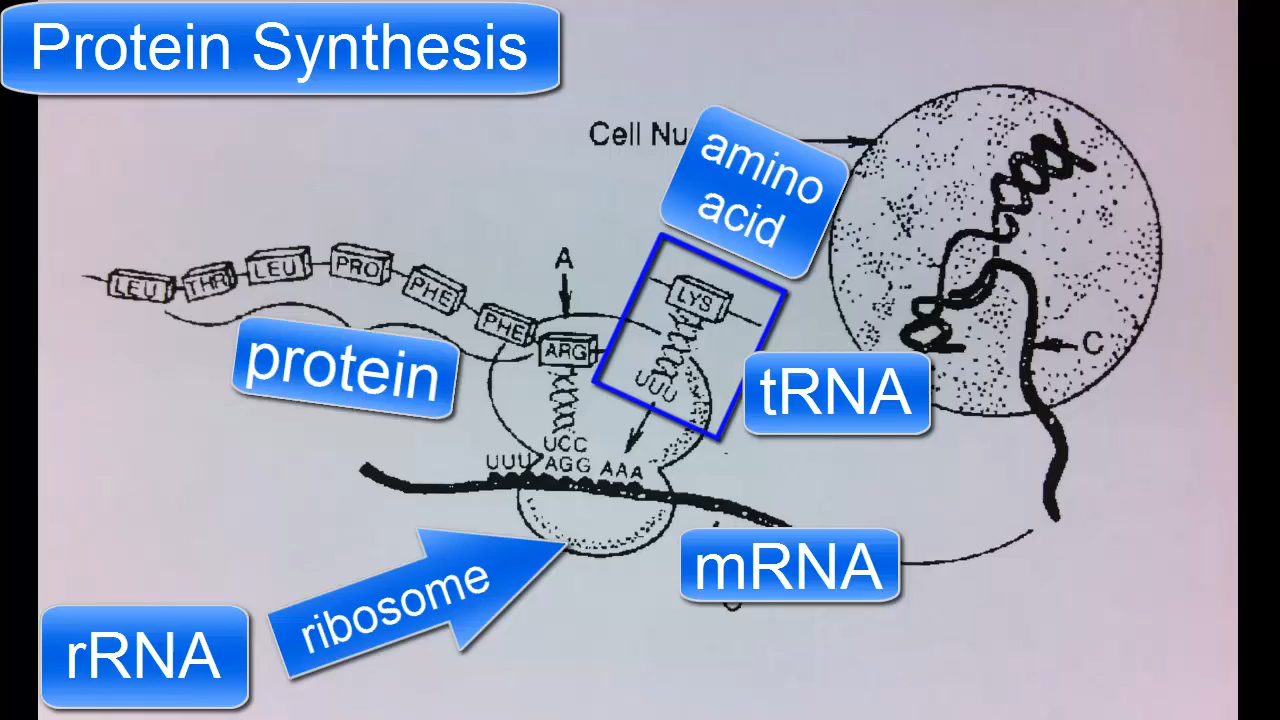 Protein Synthesis
Cell Nu
amino
acid
A
LEU
THR
LEU
PRO
PHE
PHE
ARG
LYS
protein
tRNA
C
UUU
UCC
UUU
AGG
AAA
mRNA
ribosome
rRNA